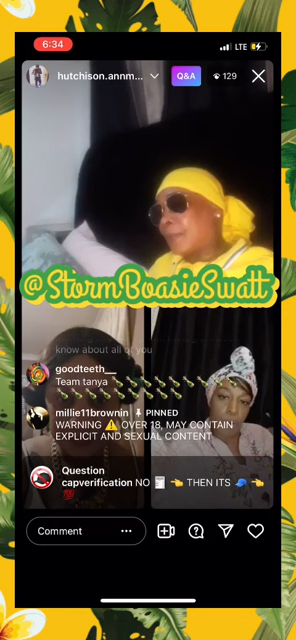 6:34
LTE
hutchison.annm...
Q&A
129
@StormBoasieSwatt
know about all of you
goodteeth__
Team tanya
millie11brownin PINNED
WARNING ⚠️ OVER 18, MAY CONTAIN
EXPLICIT AND SEXUAL CONTENT
Question
capverification NO 🧾 👈 THEN ITS 🧢 👈
💯
Comment